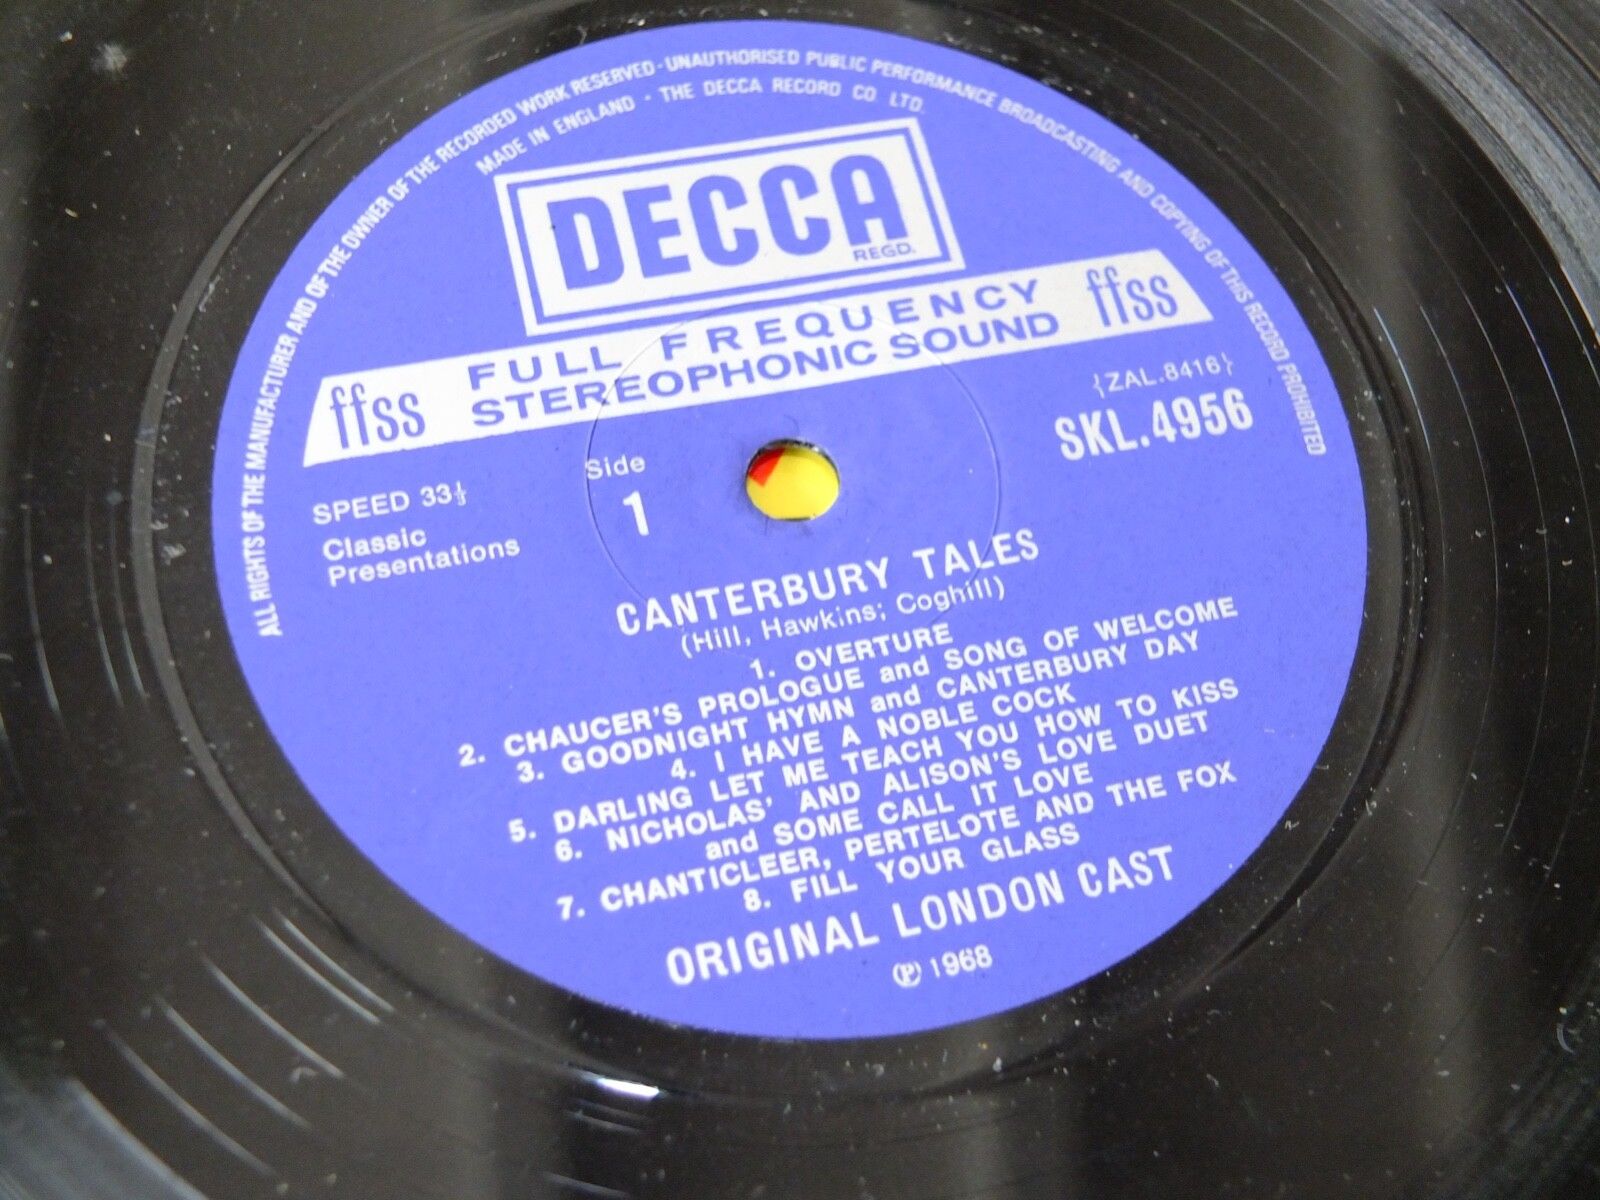 ALL RIGHTS OF THE MANUFACTURER AND OF THE OWNER OF THE RECORDED WORK RESERVED · UNAUTHORISED PUBLIC PERFORMANCE BROADCASTING AND COPYING OF THIS RECORD PROHIBITED
MADE IN ENGLAND · THE DECCA RECORD CO LTD.
DECCA
REGD.
ffss FULL FREQUENCY ffss
STEREOPHONIC SOUND
{ZAL.8416}
SKL.4956
SPEED 33⅓
Side
1
Classic
Presentations
CANTERBURY TALES
(Hill, Hawkins; Coghill)
1. OVERTURE
2. CHAUCER'S PROLOGUE and SONG OF WELCOME
3. GOODNIGHT HYMN and CANTERBURY DAY
4. I HAVE A NOBLE COCK
5. DARLING LET ME TEACH YOU HOW TO KISS
6. NICHOLAS' AND ALISON'S LOVE DUET
and SOME CALL IT LOVE
7. CHANTICLEER, PERTELOTE AND THE FOX
8. FILL YOUR GLASS
ORIGINAL LONDON CAST
℗ 1968